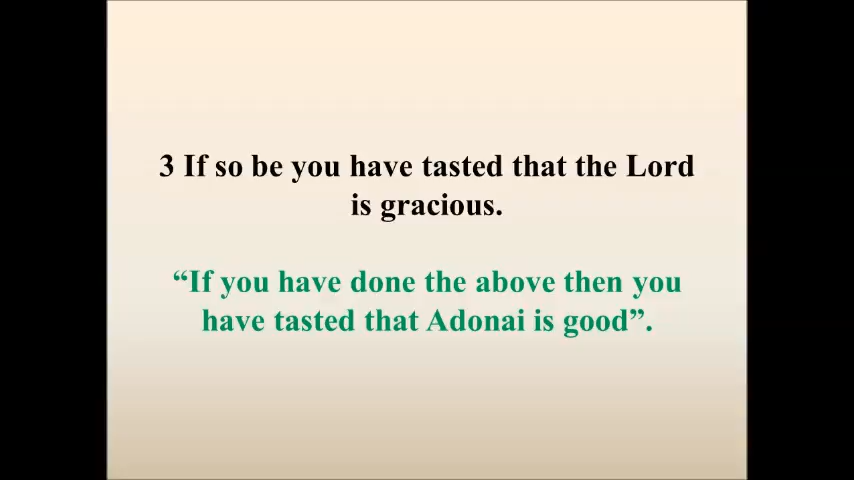 3 If so be you have tasted that the Lord
is gracious.
“If you have done the above then you
have tasted that Adonai is good”.